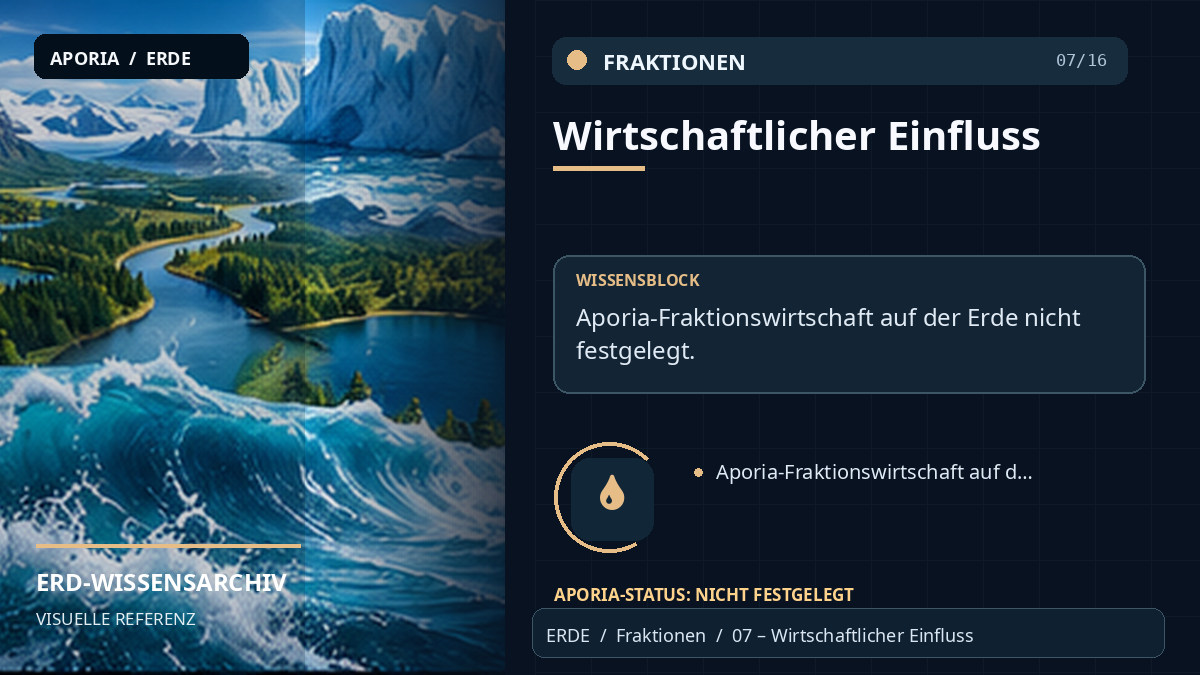 APORIA / ERDE
FRAKTIONEN
07/16
Wirtschaftlicher Einfluss
WISSENSBLOCK
Aporia-Fraktionswirtschaft auf der Erde nicht
festgelegt.
Aporia-Fraktionswirtschaft auf d...
ERD-WISSENSARCHIV
VISUELLE REFERENZ
APORIA-STATUS: NICHT FESTGELEGT
ERDE / Fraktionen / 07 – Wirtschaftlicher Einfluss